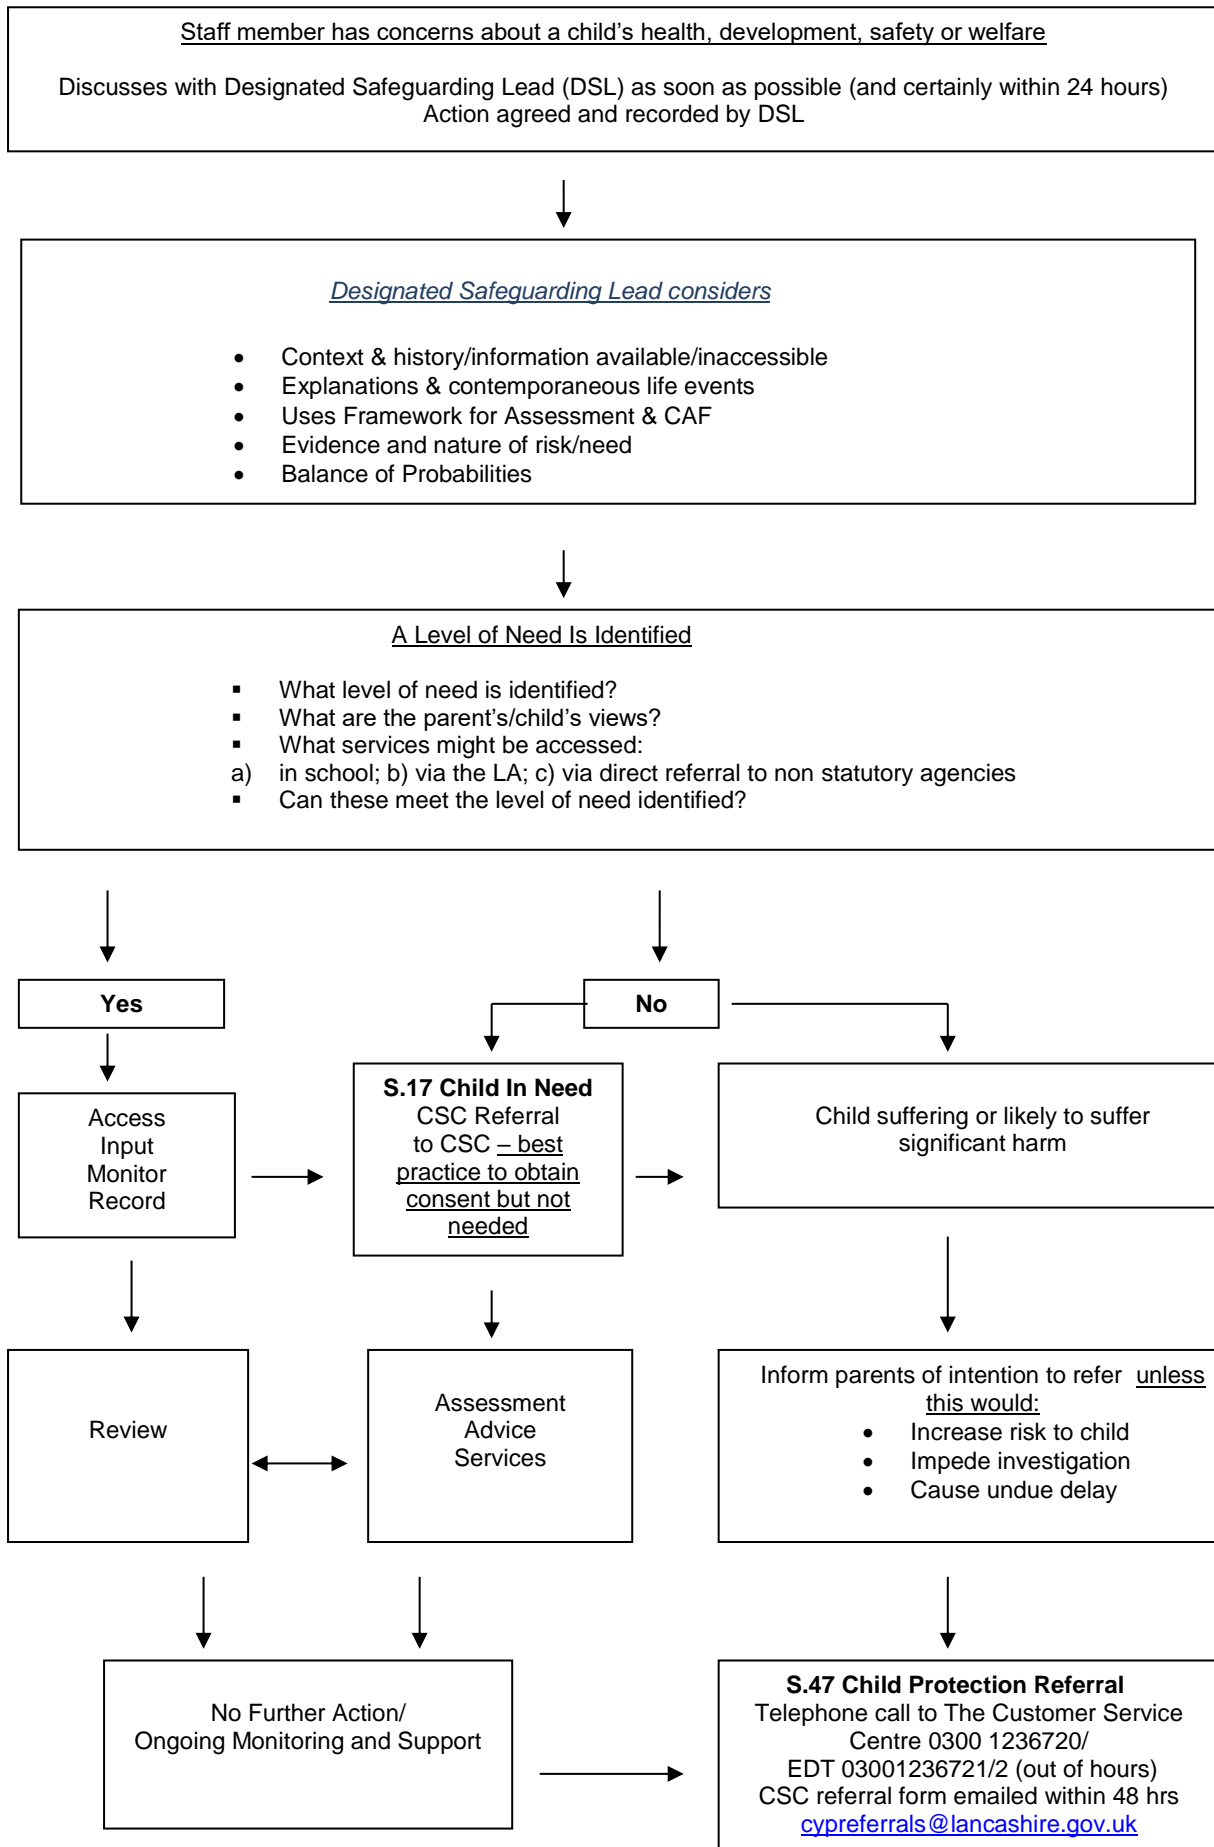 Staff member has concerns about a child’s health, development, safety or welfare
Discusses with Designated Safeguarding Lead (DSL) as soon as possible (and certainly within 24 hours)
Action agreed and recorded by DSL
Designated Safeguarding Lead considers
• Context & history/information available/inaccessible
• Explanations & contemporaneous life events
• Uses Framework for Assessment & CAF
• Evidence and nature of risk/need
• Balance of Probabilities
A Level of Need Is Identified
▪ What level of need is identified?
▪ What are the parent’s/child’s views?
▪ What services might be accessed:
a) in school; b) via the LA; c) via direct referral to non statutory agencies
▪ Can these meet the level of need identified?
Yes
No
Access
Input
Monitor
Record
S.17 Child In Need
CSC Referral
to CSC – best
practice to obtain
consent but not
needed
Child suffering or likely to suffer
significant harm
Review
Assessment
Advice
Services
Inform parents of intention to refer unless
this would:
• Increase risk to child
• Impede investigation
• Cause undue delay
No Further Action/
Ongoing Monitoring and Support
S.47 Child Protection Referral
Telephone call to The Customer Service
Centre 0300 1236720/
EDT 03001236721/2 (out of hours)
CSC referral form emailed within 48 hrs
cypreferrals@lancashire.gov.uk